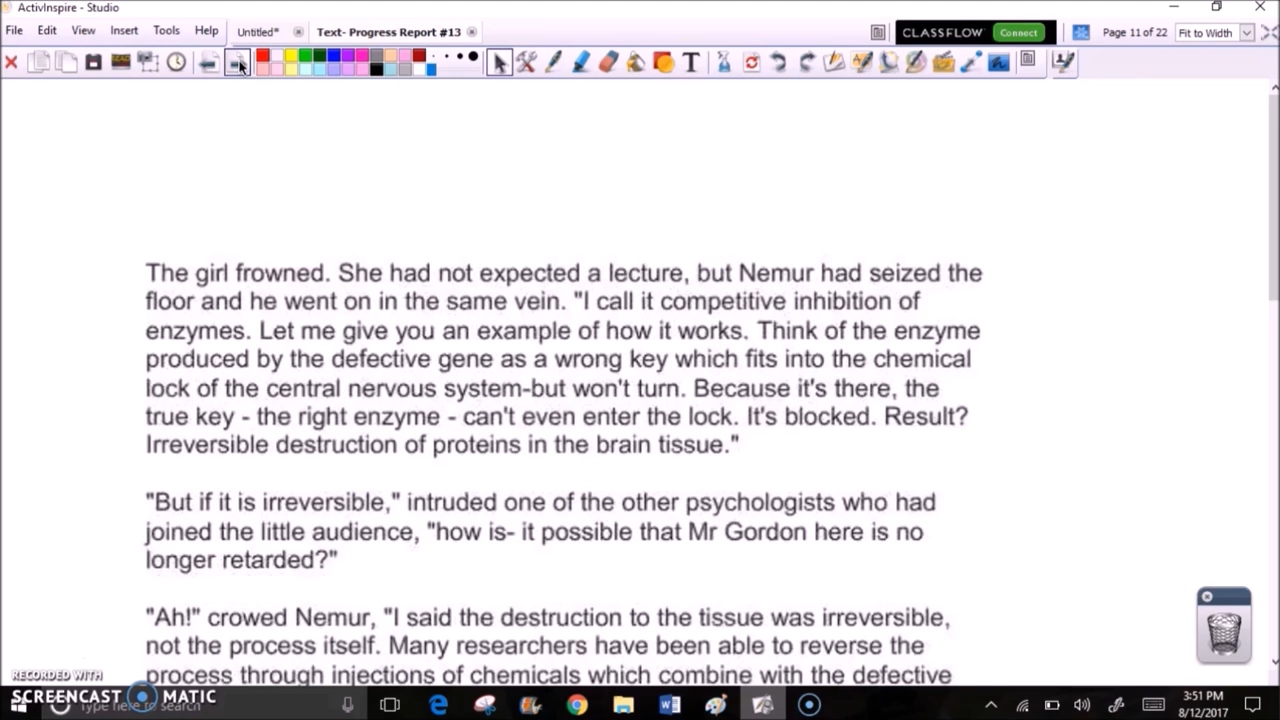 ActivInspire - Studio
File Edit View Insert Tools Help Untitled* Text- Progress Report #13 CLASSFLOW Connect Page 11 of 22 Fit to Width
The girl frowned. She had not expected a lecture, but Nemur had seized the
floor and he went on in the same vein. "I call it competitive inhibition of
enzymes. Let me give you an example of how it works. Think of the enzyme
produced by the defective gene as a wrong key which fits into the chemical
lock of the central nervous system-but won't turn. Because it's there, the
true key - the right enzyme - can't even enter the lock. It's blocked. Result?
Irreversible destruction of proteins in the brain tissue."
"But if it is irreversible," intruded one of the other psychologists who had
joined the little audience, "how is- it possible that Mr Gordon here is no
longer retarded?"
"Ah!" crowed Nemur, "I said the destruction to the tissue was irreversible,
not the process itself. Many researchers have been able to reverse the
process through injections of chemicals which combine with the defective
RECORDED WITH
SCREENCAST MATIC
Type here to search
3:51 PM
8/12/2017